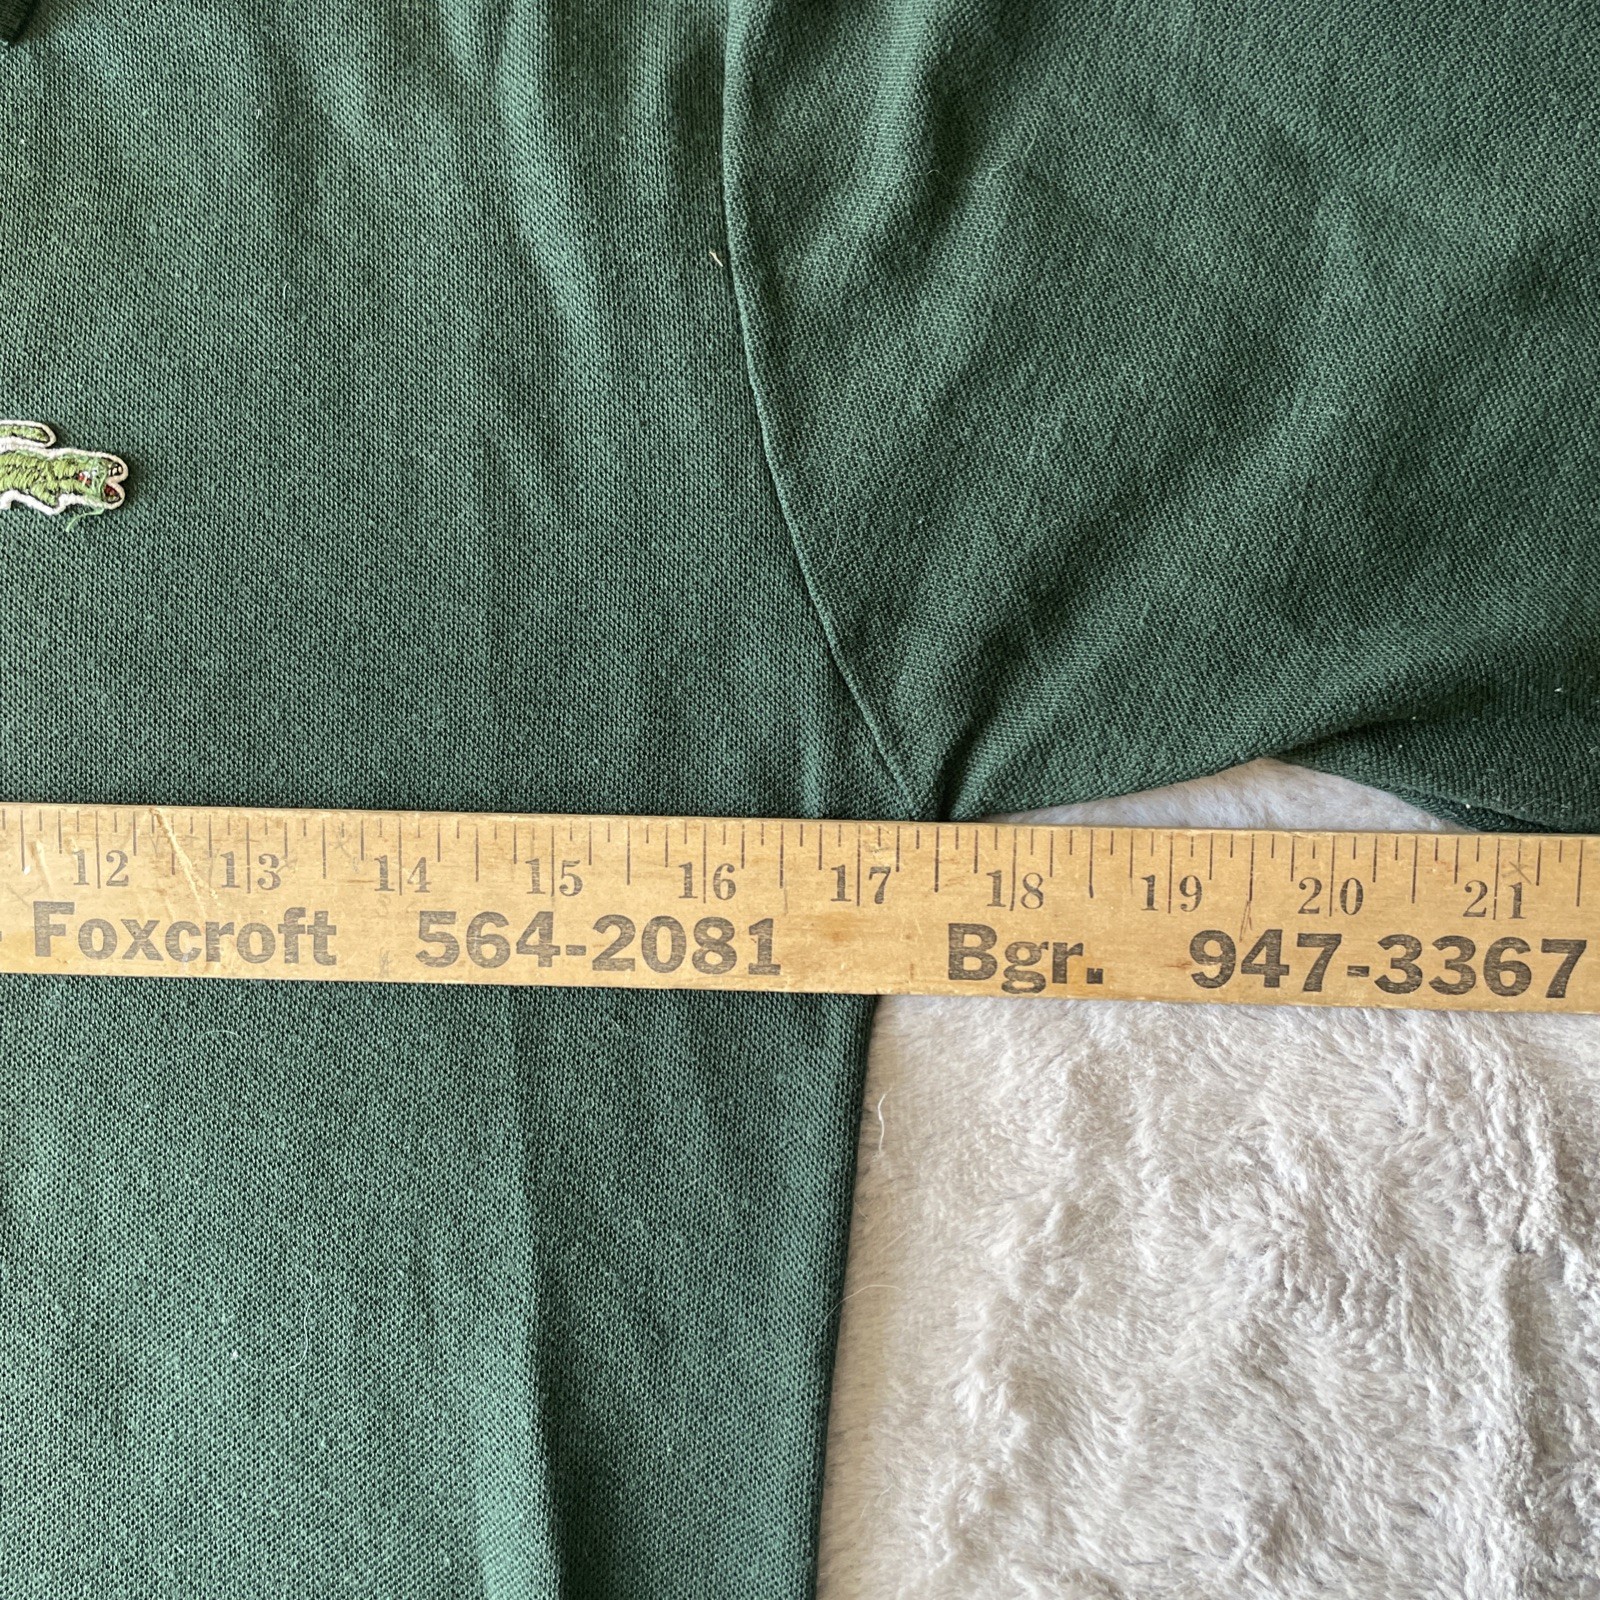 12 13 14 15 16 17 18 19 20 21
Foxcroft 564-2081 Bgr. 947-3367